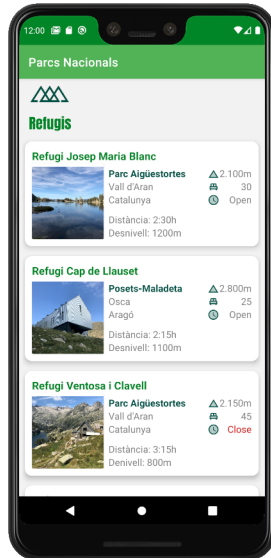 12:00
Parcs Nacionals
Refugis
Refugi Josep Maria Blanc
Parc Aigüestortes 2.100m
Vall d'Aran 30
Catalunya Open
Distància: 2:30h
Desnivell: 1200m
Refugi Cap de Llauset
Posets-Maladeta 2.800m
Osca 25
Aragó Open
Distància: 2:15h
Desnivell: 1100m
Refugi Ventosa i Clavell
Parc Aigüestortes 2.150m
Vall d'Aran 45
Catalunya Close
Distància: 3:15h
Denivell: 800m